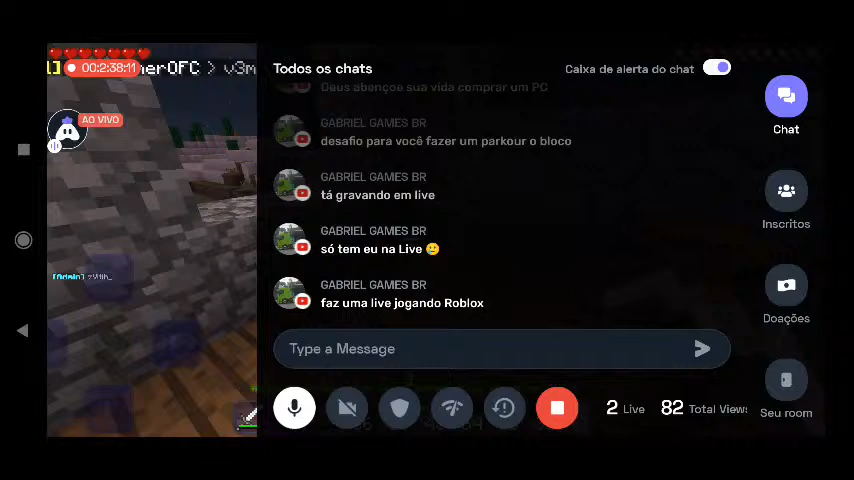 00:2:38:11 nerOFC > v3m
AO VIVO
[Admin]
Todos os chats
Caixa de alerta do chat
Deus abençoe sua vida comprar um PC
GABRIEL GAMES BR
desafio para você fazer um parkour o bloco
GABRIEL GAMES BR
tá gravando em live
GABRIEL GAMES BR
só tem eu na Live 🥲
GABRIEL GAMES BR
faz uma live jogando Roblox
Type a Message
2 Live 82 Total Views
Chat
Inscritos
Doações
Seu room